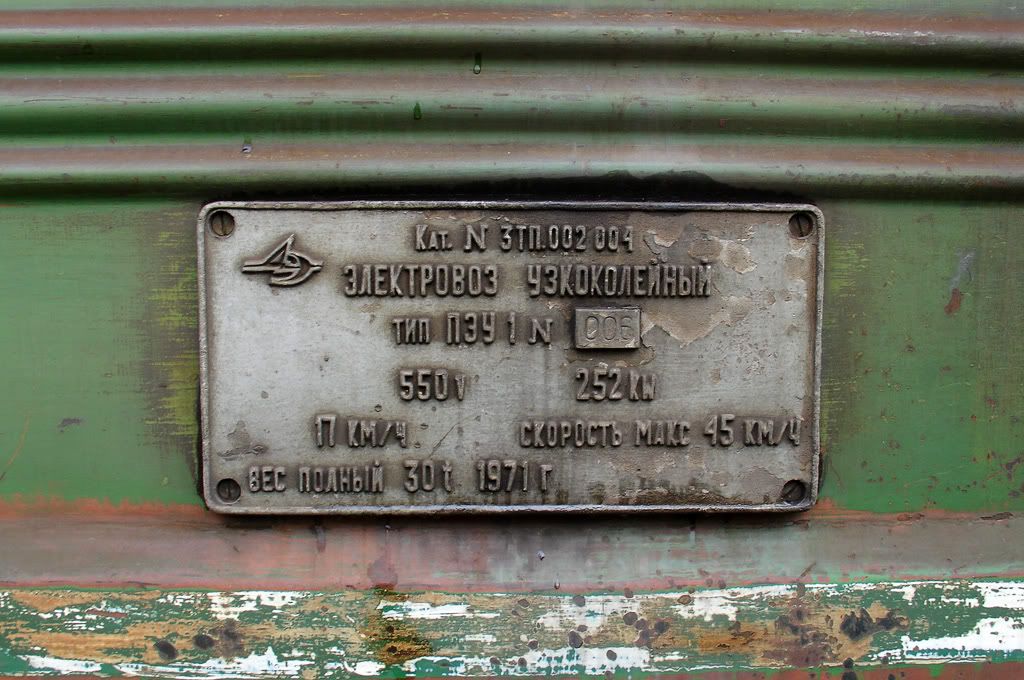 Кат. N 3ТП.002 004
ЭЛЕКТРОВОЗ УЗКОКОЛЕЙНЫЙ
ТИП ПЭУ 1 N 006
550 V 252 KW
17 КМ/Ч СКОРОСТЬ МАКС 45 КМ/Ч
ВЕС ПОЛНЫЙ 30 t 1971 Г